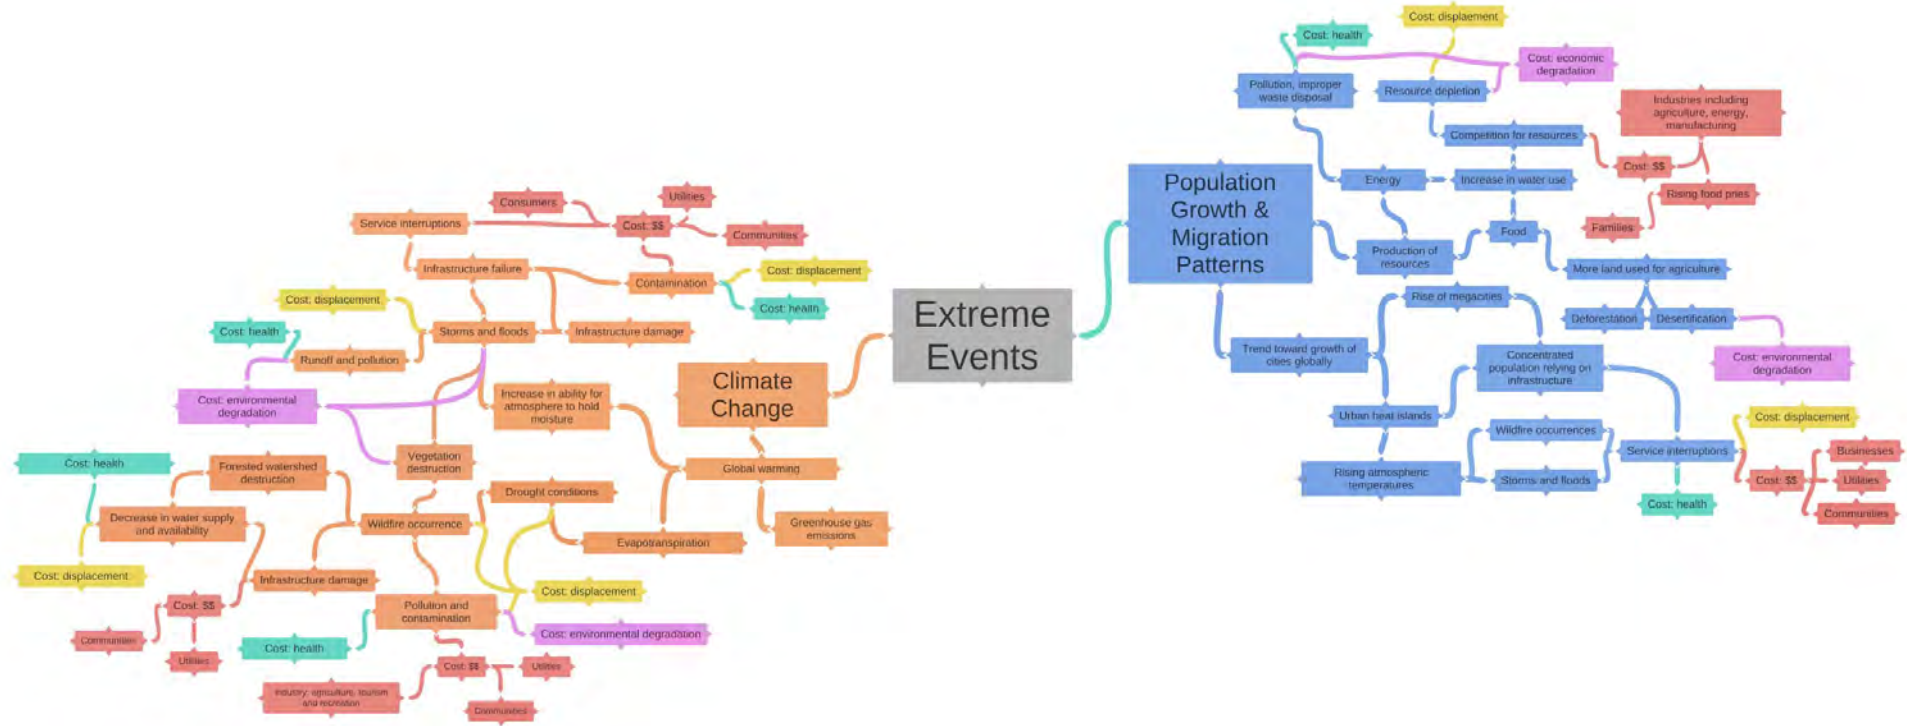 Extreme
Events
Climate
Change
Global warming
Greenhouse gas
emissions
Evapotranspiration
Increase in ability for
atmosphere to hold
moisture
Drought conditions
Storms and floods
Infrastructure damage
Infrastructure failure
Service interruptions
Contamination
Cost: displacement
Cost: health
Cost: $$
Consumers
Utilities
Communities
Cost: displacement
Runoff and pollution
Cost: health
Cost: environmental
degradation
Vegetation
destruction
Wildfire occurrence
Forested watershed
destruction
Decrease in water supply
and availability
Cost: health
Cost: displacement
Infrastructure damage
Cost: $$
Communities
Utilities
Pollution and
contamination
Cost: displacement
Cost: environmental degradation
Cost: health
Cost: $$
Utilities
Communities
Industry: agriculture, tourism
and recreation
Population
Growth &
Migration
Patterns
Production of
resources
Energy
Pollution, improper
waste disposal
Cost: health
Cost: economic
degradation
Cost: displaement
Resource depletion
Competition for resources
Increase in water use
Food
Cost: $$
Industries including
agriculture, energy,
manufacturing
Rising food pries
Families
More land used for agriculture
Deforestation
Desertification
Cost: environmental
degradation
Trend toward growth of
cities globally
Rise of megacities
Concentrated
population relying on
infrastructure
Urban heat islands
Rising atmospheric
temperatures
Wildfire occurrences
Storms and floods
Service interruptions
Cost: displacement
Cost: health
Cost: $$
Businesses
Utilities
Communities